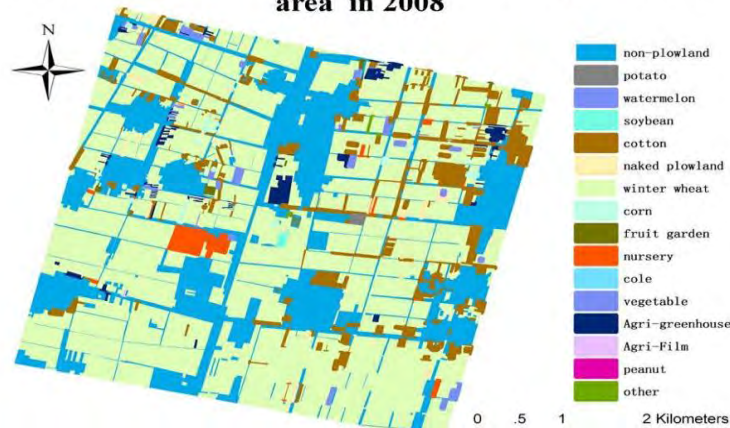 area in 2008
N
non-plowland
potato
watermelon
soybean
cotton
naked plowland
winter wheat
corn
fruit garden
nursery
cole
vegetable
Agri-greenhouse
Agri-Film
peanut
other
0 .5 1 2 Kilometers